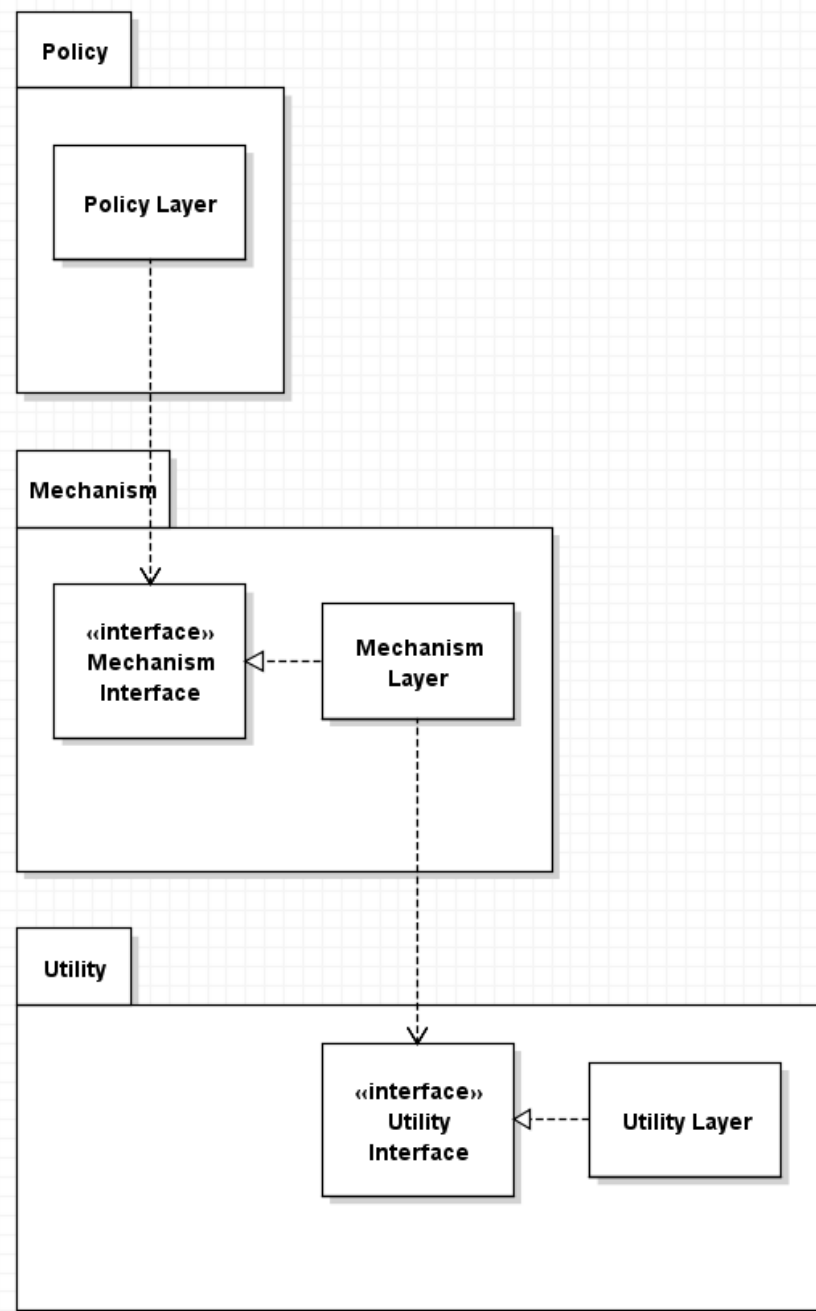 Policy
Policy Layer
Mechanism
«interface»
Mechanism
Interface
Mechanism
Layer
Utility
«interface»
Utility
Interface
Utility Layer